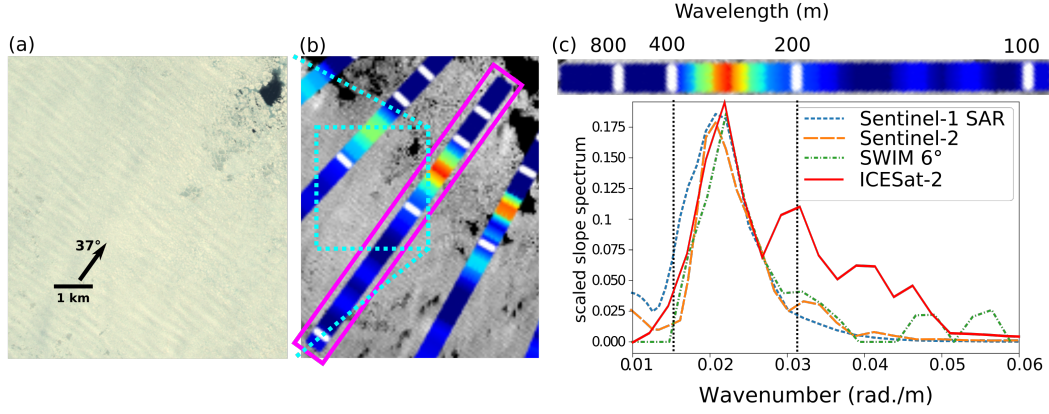 (a)
37°
1 km
(b)
(c)
Wavelength (m)
800 400 200 100
Sentinel-1 SAR
Sentinel-2
SWIM 6°
ICESat-2
scaled slope spectrum
0.175
0.150
0.125
0.1
0.075
0.050
0.025
0.000
0.01 0.02 0.03 0.04 0.05 0.06
Wavenumber (rad./m)